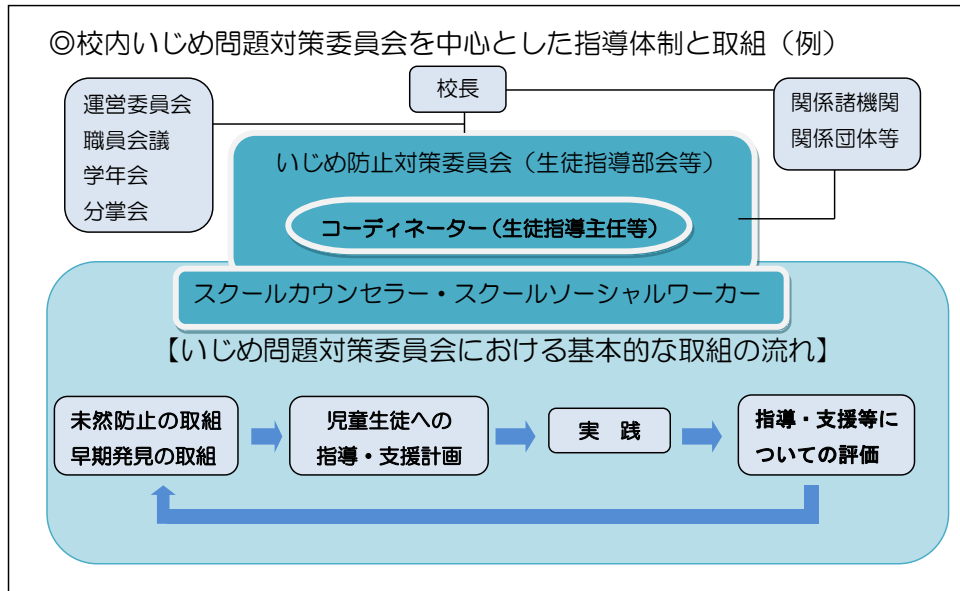 ◎校内いじめ問題対策委員会を中心とした指導体制と取組（例）
校長
運営委員会
職員会議
学年会
分掌会
関係諸機関
関係団体等
いじめ防止対策委員会（生徒指導部会等）
コーディネーター（生徒指導主任等）
スクールカウンセラー・スクールソーシャルワーカー
【いじめ問題対策委員会における基本的な取組の流れ】
未然防止の取組
早期発見の取組
児童生徒への
指導・支援計画
実　践
指導・支援等に
ついての評価